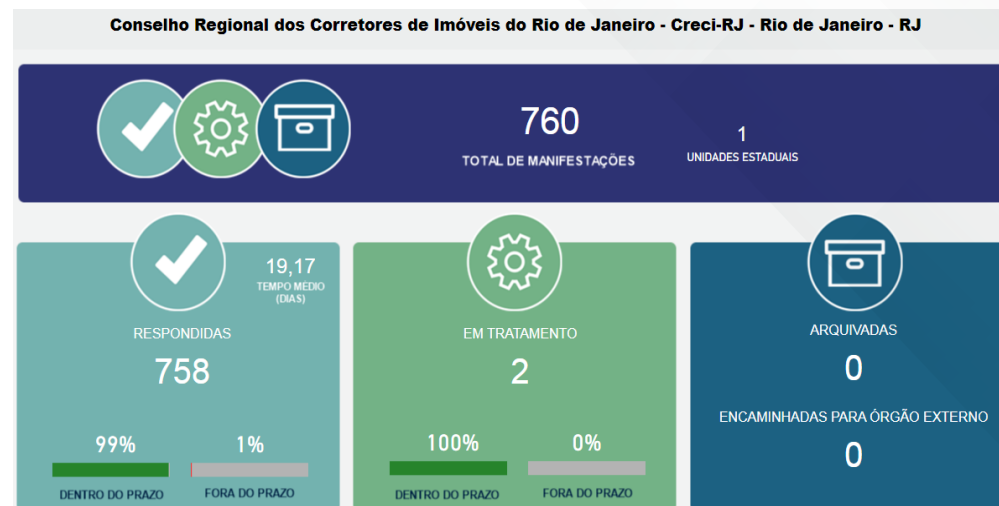 Conselho Regional dos Corretores de Imóveis do Rio de Janeiro - Creci-RJ - Rio de Janeiro - RJ
760
TOTAL DE MANIFESTAÇÕES
1
UNIDADES ESTADUAIS
19,17
TEMPO MÉDIO
(DIAS)
RESPONDIDAS
758
99%
1%
DENTRO DO PRAZO
FORA DO PRAZO
EM TRATAMENTO
2
100%
0%
DENTRO DO PRAZO
FORA DO PRAZO
ARQUIVADAS
0
ENCAMINHADAS PARA ÓRGÃO EXTERNO
0